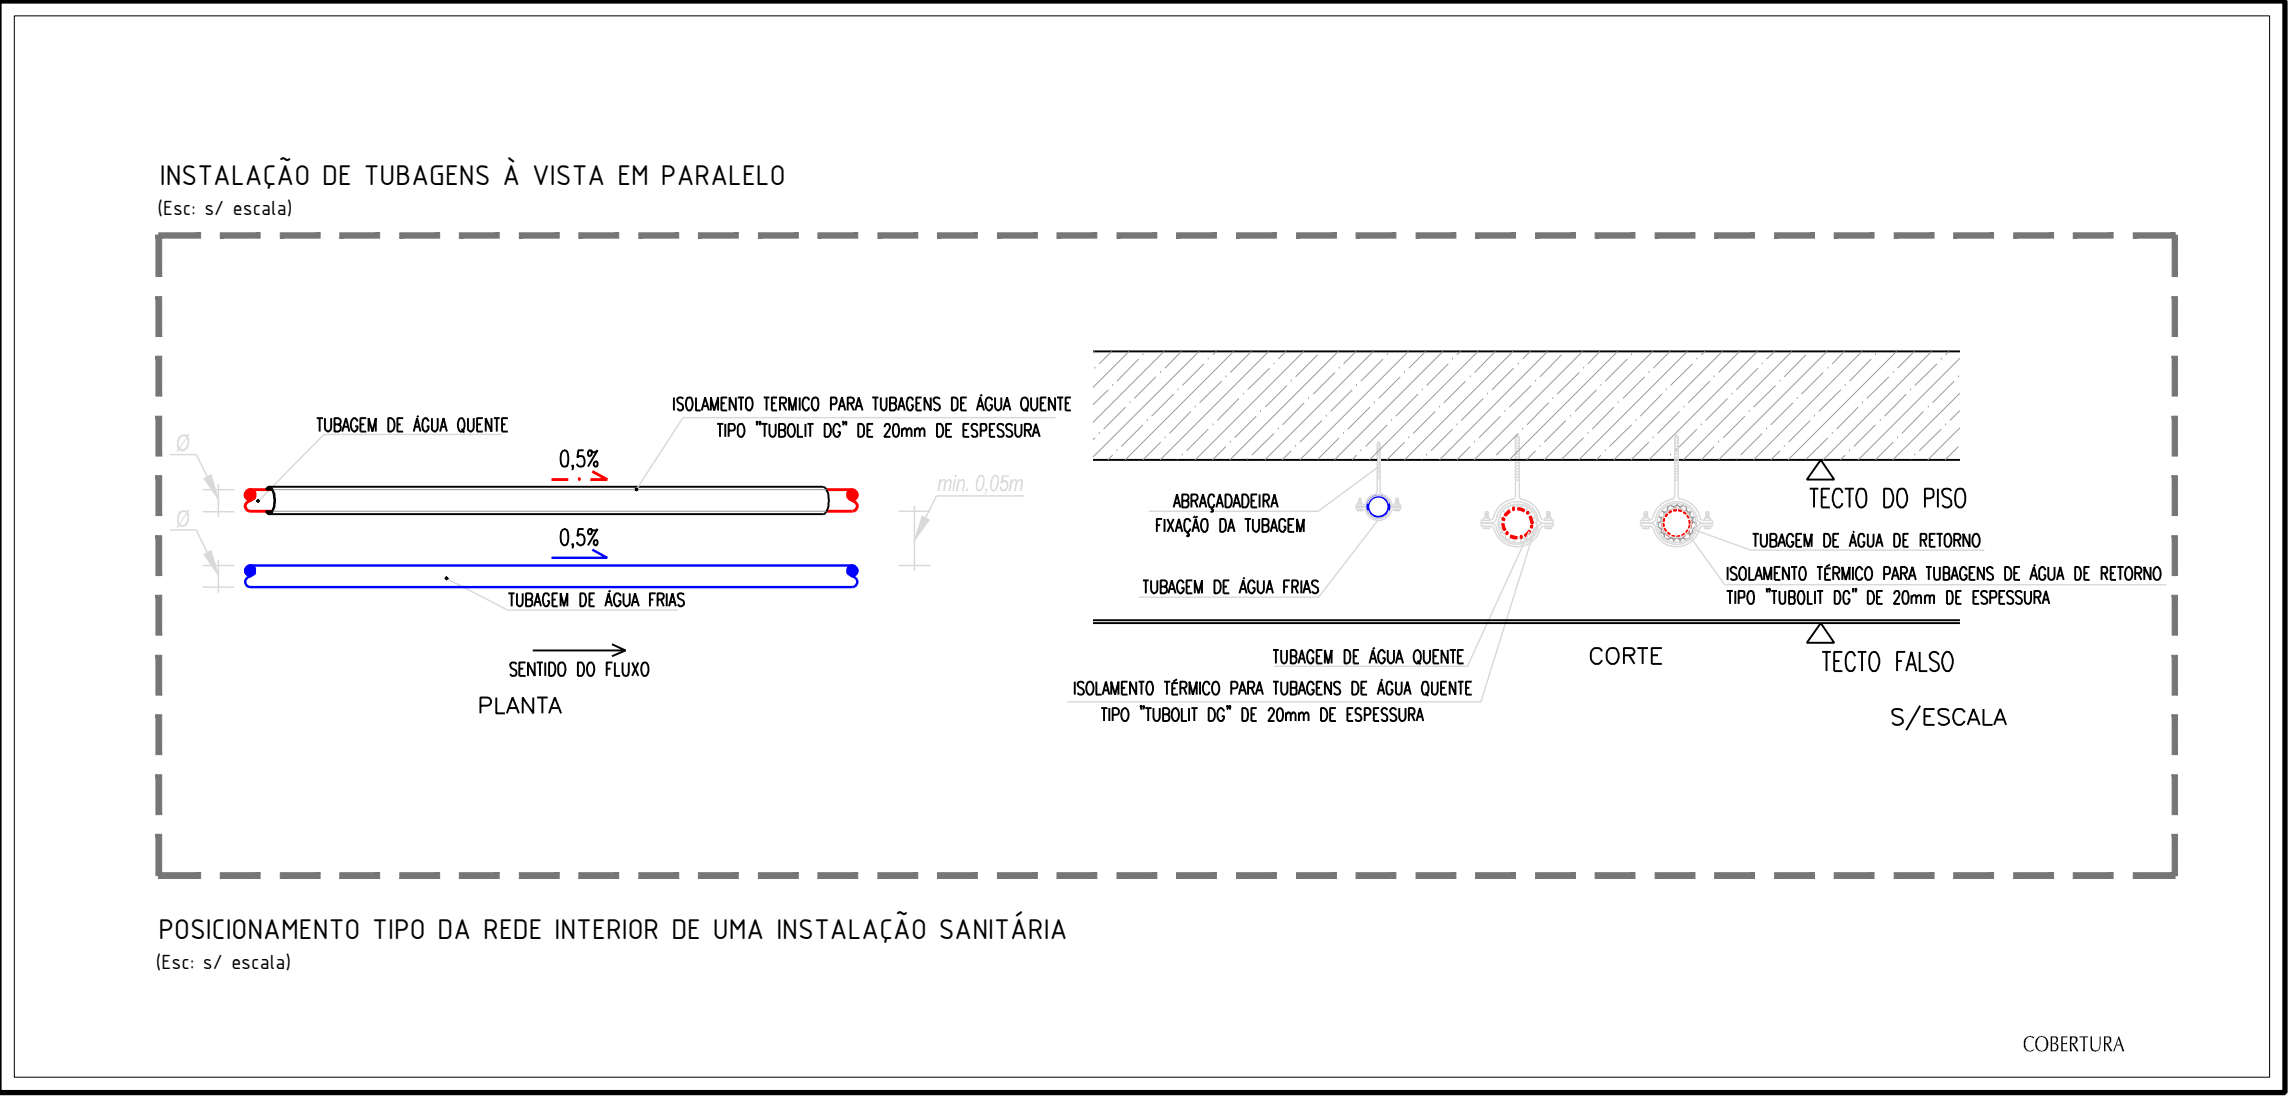 INSTALAÇÃO DE TUBAGENS À VISTA EM PARALELO
(Esc: s/ escala)
TUBAGEM DE ÁGUA QUENTE
ISOLAMENTO TERMICO PARA TUBAGENS DE ÁGUA QUENTE
TIPO "TUBOLIT DG" DE 20mm DE ESPESSURA
Ø
0,5%
min. 0,05m
Ø
0,5%
TUBAGEM DE ÁGUA FRIAS
SENTIDO DO FLUXO
PLANTA
ABRAÇADADEIRA
FIXAÇÃO DA TUBAGEM
TUBAGEM DE ÁGUA FRIAS
TECTO DO PISO
TUBAGEM DE ÁGUA DE RETORNO
ISOLAMENTO TÉRMICO PARA TUBAGENS DE ÁGUA DE RETORNO
TIPO "TUBOLIT DG" DE 20mm DE ESPESSURA
TUBAGEM DE ÁGUA QUENTE
ISOLAMENTO TÉRMICO PARA TUBAGENS DE ÁGUA QUENTE
TIPO "TUBOLIT DG" DE 20mm DE ESPESSURA
CORTE
TECTO FALSO
S/ESCALA
POSICIONAMENTO TIPO DA REDE INTERIOR DE UMA INSTALAÇÃO SANITÁRIA
(Esc: s/ escala)
COBERTURA